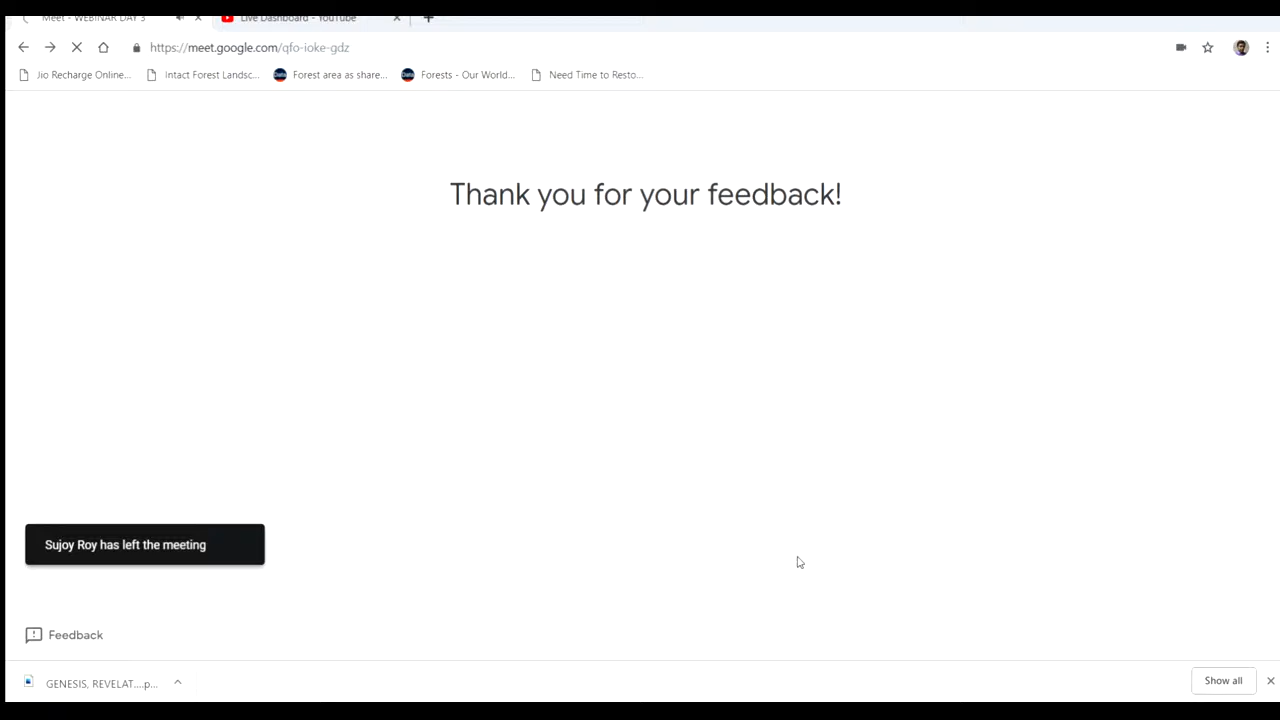 Meet - WEBINAR DAY 3
Live Dashboard - YouTube
https://meet.google.com/qfo-ioke-gdz
Jio Recharge Online...
Intact Forest Landsc...
Forest area as share...
Forests - Our World...
Need Time to Resto...
Thank you for your feedback!
Sujoy Roy has left the meeting
Feedback
GENESIS, REVELAT....p...
Show all